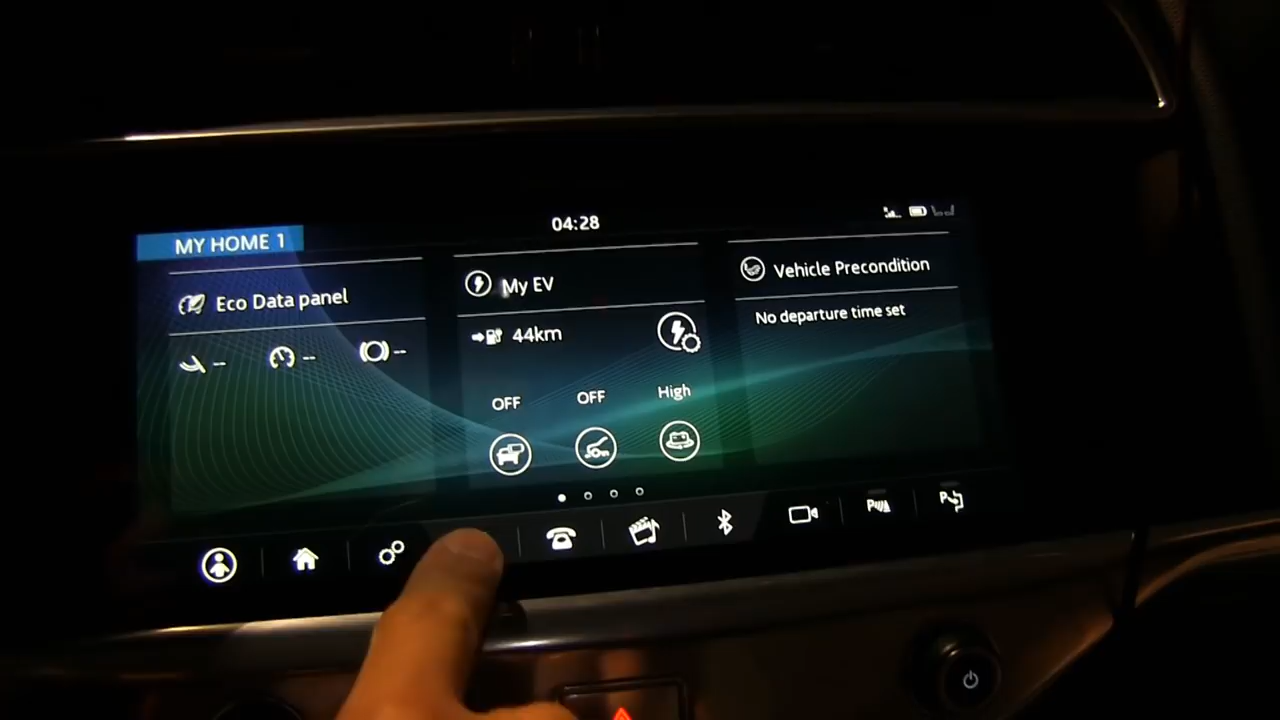 04:28
MY HOME 1
Eco Data panel
-- -- --
My EV
44km
OFF OFF High
Vehicle Precondition
No departure time set